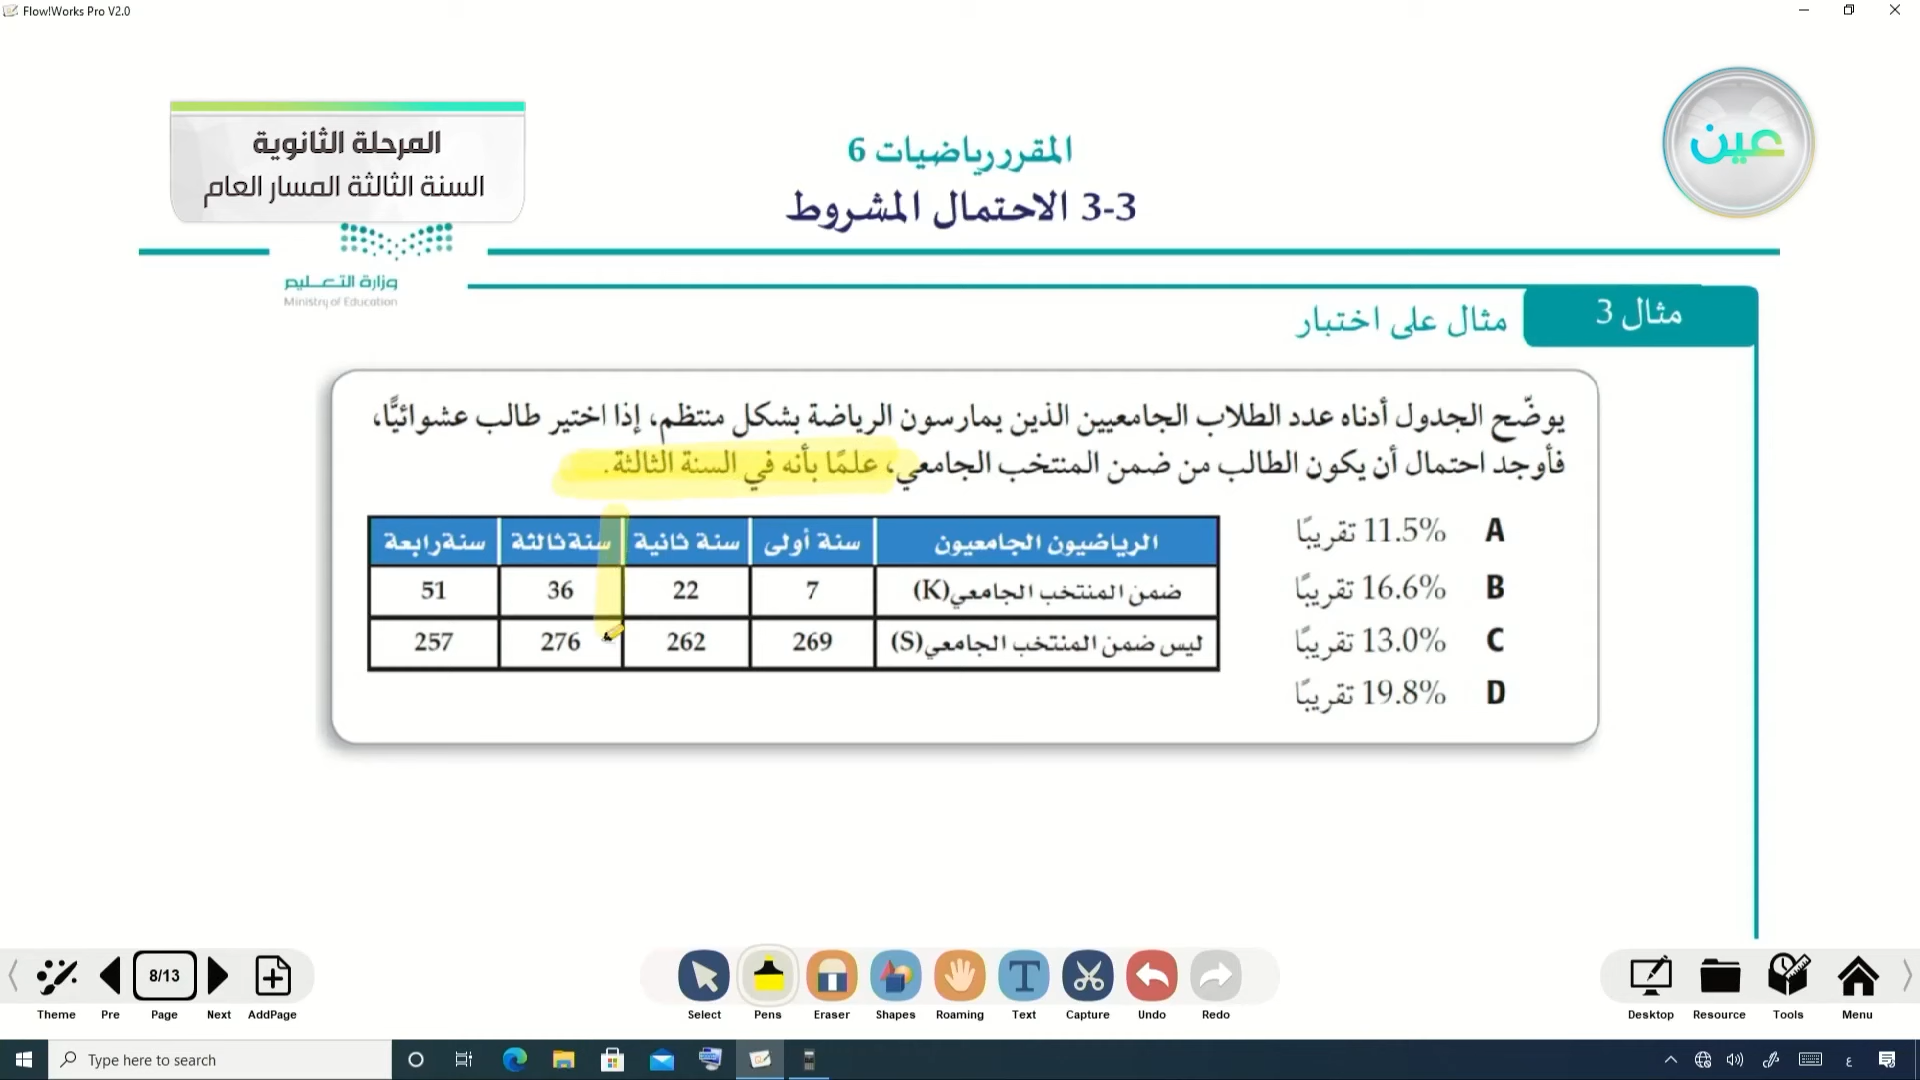 Flow!Works Pro V2.0
عين
المقرر رياضيات 6
3-3 الاحتمال المشروط
المرحلة الثانوية
السنة الثالثة المسار العام
وزارة التعليم
Ministry of Education
مثال 3
مثال على اختبار
يوضّح الجدول أدناه عدد الطلاب الجامعيين الذين يمارسون الرياضة بشكل منتظم، إذا اختير طالب عشوائيًّا،
فأوجد احتمال أن يكون الطالب من ضمن المنتخب الجامعي، علمًا بأنه في السنة الثالثة.
A 11.5% تقريبًا
B 16.6% تقريبًا
C 13.0% تقريبًا
D 19.8% تقريبًا
الرياضيون الجامعيون سنة أولى سنة ثانية سنة ثالثة سنة رابعة
ضمن المنتخب الجامعي(K) 7 22 36 51
ليس ضمن المنتخب الجامعي(S) 269 262 276 257
8/13
Theme Pre Page Next AddPage
Select Pens Eraser Shapes Roaming Text Capture Undo Redo
Desktop Resource Tools Menu
Type here to search
ع